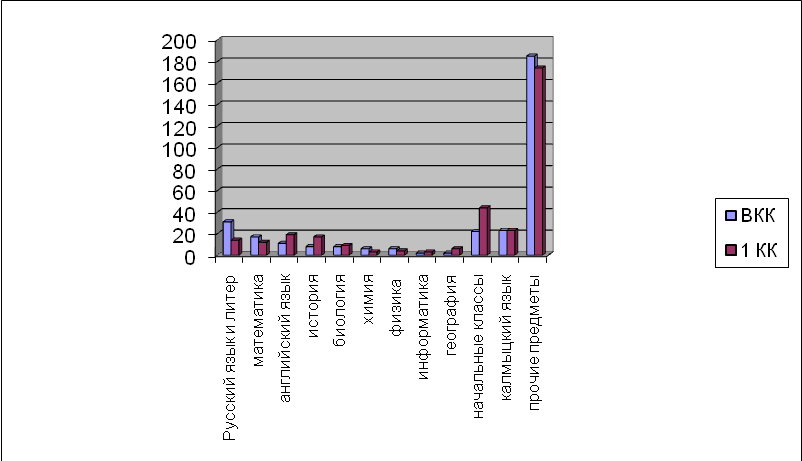 200
180
160
140
120
100
80
60
40
20
0
Русский язык и литер
математика
английский язык
история
биология
химия
физика
информатика
география
начальные классы
калмыцкий язык
прочие предметы
ВКК
1 КК